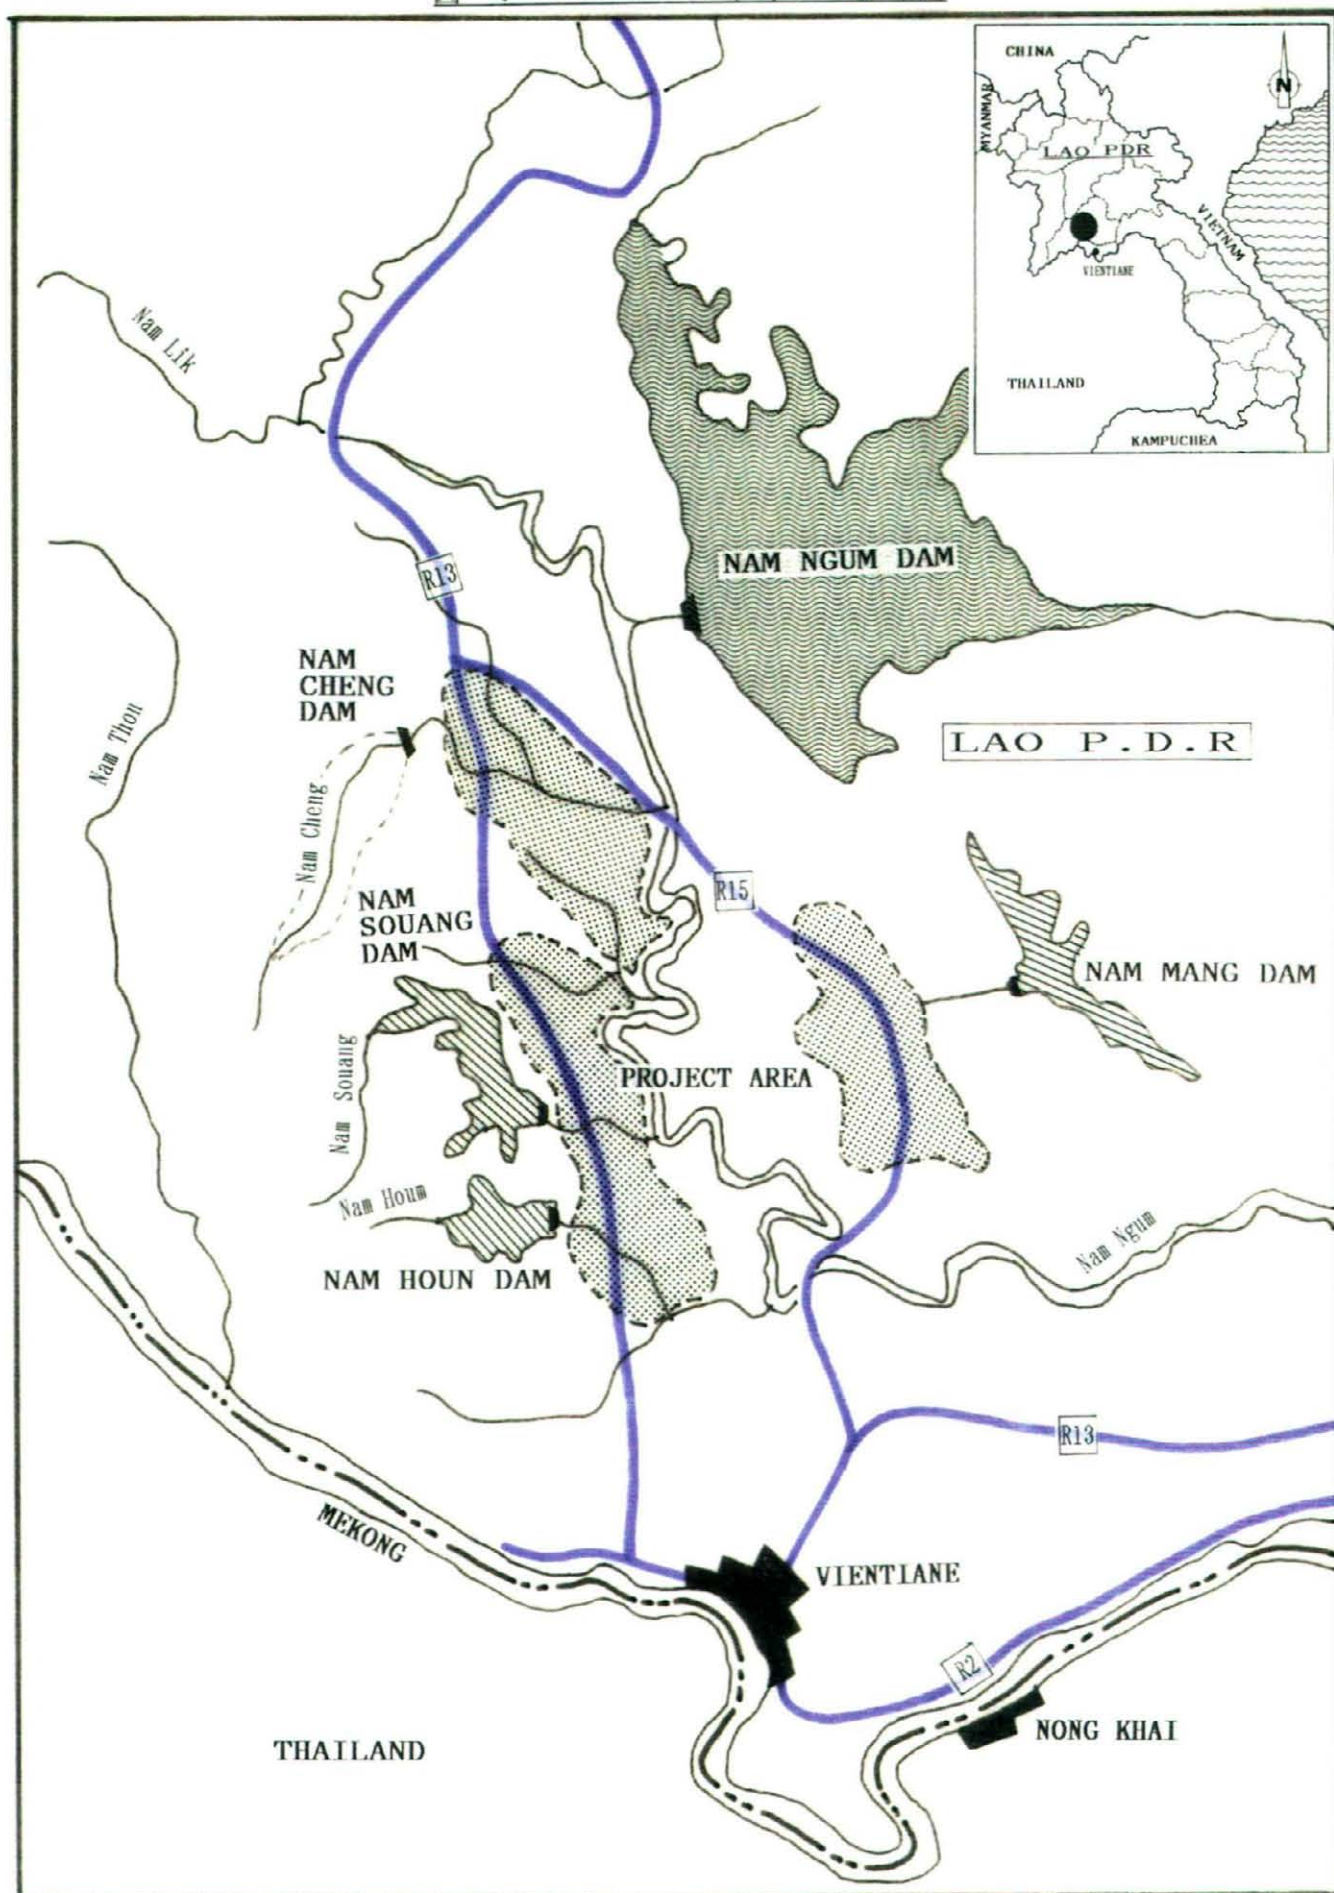 CHINA
N
MYANMAR
LAO PDR
VIETNAM
VIENTIANE
THAILAND
KAMPUCHEA
Nam Lik
NAM NGUM DAM
R13
NAM
CHENG
DAM
LAO P.D.R
Nam Thon
Nam Cheng
R15
NAM
SOUANG
DAM
NAM MANG DAM
Nam Souang
PROJECT AREA
Nam Houm
Nam Ngum
NAM HOUN DAM
R13
MEKONG
VIENTIANE
R2
NONG KHAI
THAILAND